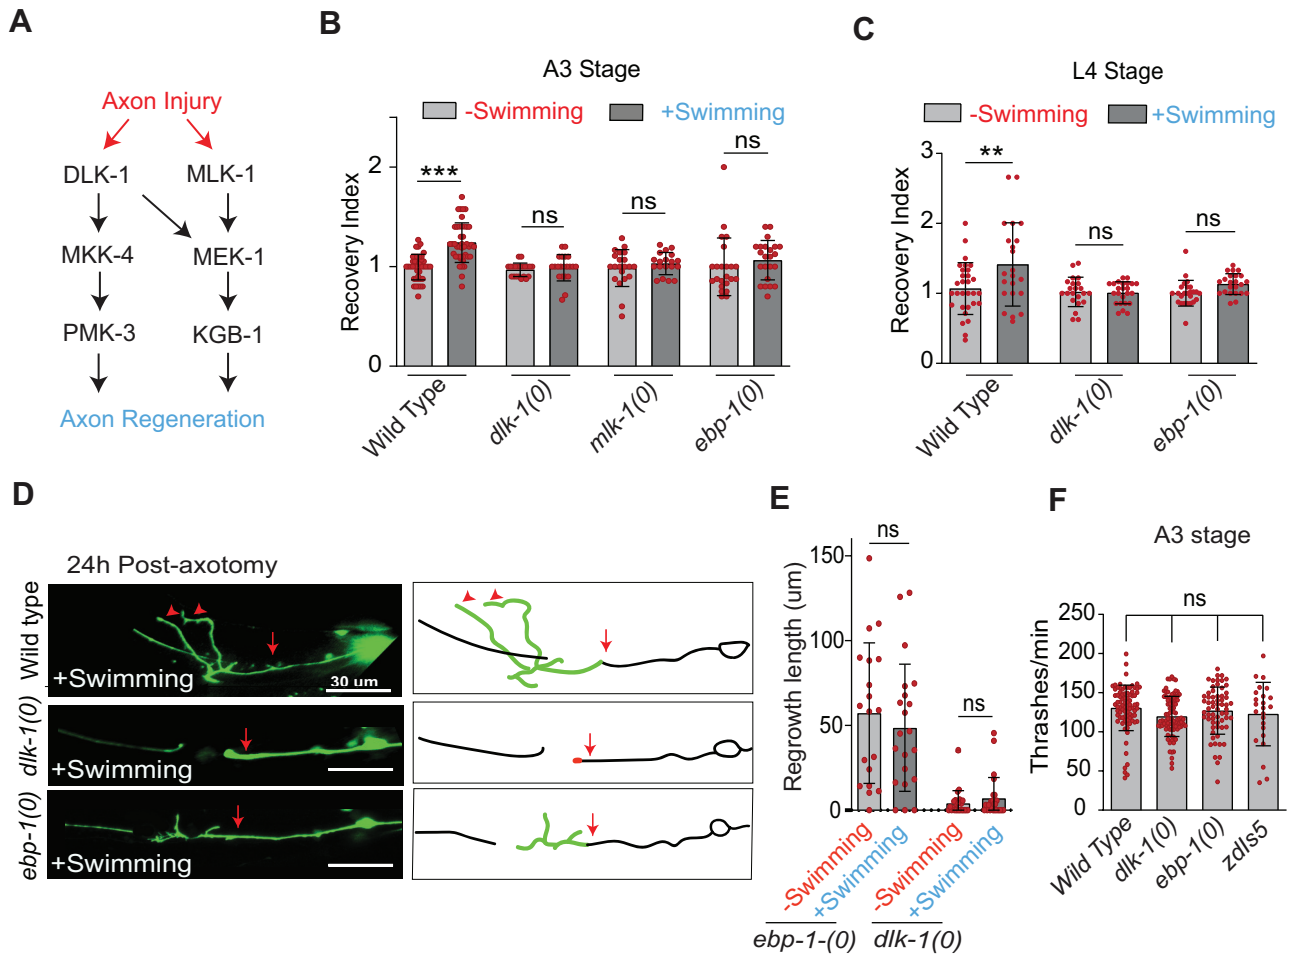 A
Axon Injury
DLK-1
MLK-1
MKK-4
MEK-1
PMK-3
KGB-1
Axon Regeneration
B
A3 Stage
-Swimming
+Swimming
Recovery Index
2
1
0
***
ns
ns
ns
Wild Type
dlk-1(0)
mlk-1(0)
ebp-1(0)
C
L4 Stage
-Swimming
+Swimming
Recovery Index
3
2
1
0
**
ns
ns
Wild Type
dlk-1(0)
ebp-1(0)
D
24h Post-axotomy
Wild type
+Swimming
30 um
dlk-1(0)
+Swimming
ebp-1(0)
+Swimming
E
Regrowth length (um)
150
100
50
0
ns
ns
-Swimming
+Swimming
-Swimming
+Swimming
ebp-1-(0)
dlk-1(0)
F
A3 stage
Thrashes/min
250
200
150
100
50
0
ns
Wild Type
dlk-1(0)
ebp-1(0)
zdIs5